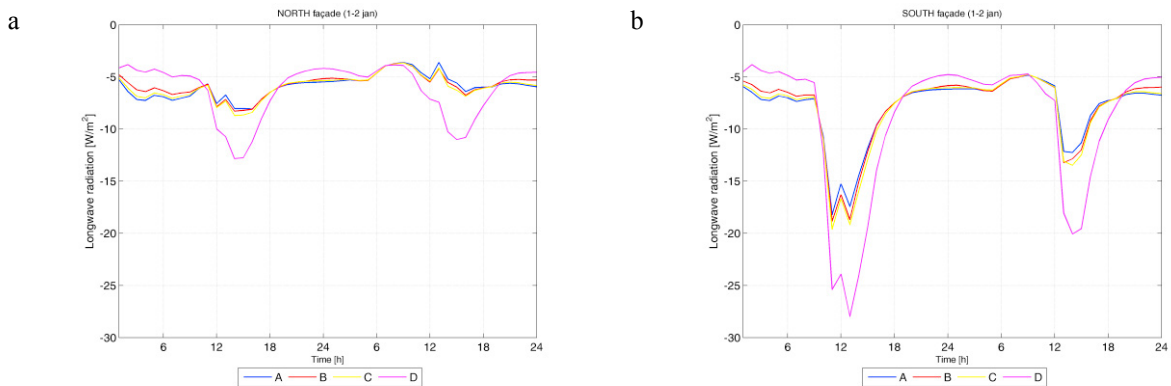 a
NORTH façade (1-2 jan)
0
-5
-10
-15
-20
-25
-30
Longwave radiation [W/m²]
6 12 18 24 6 12 18 24
Time [h]
A B C D
b
SOUTH façade (1-2 jan)
0
-5
-10
-15
-20
-25
-30
Longwave radiation [W/m²]
6 12 18 24 6 12 18 24
Time [h]
A B C D